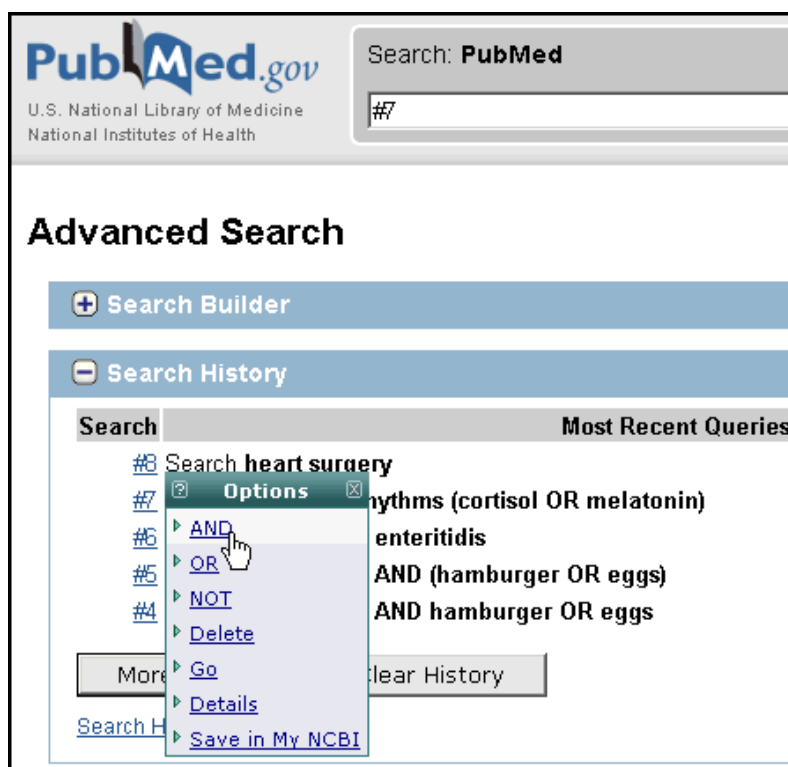 PubMed.gov
U.S. National Library of Medicine
National Institutes of Health
Search: PubMed
#7
Advanced Search
Search Builder
Search History
Search Most Recent Queries
#8 Search heart surgery
#7 (cortisol OR melatonin)
#6 enteritidis
#5 AND (hamburger OR eggs)
#4 AND hamburger OR eggs
? Options X
AND
OR
NOT
Delete
Go
Details
Save in My NCBI
More History
Search